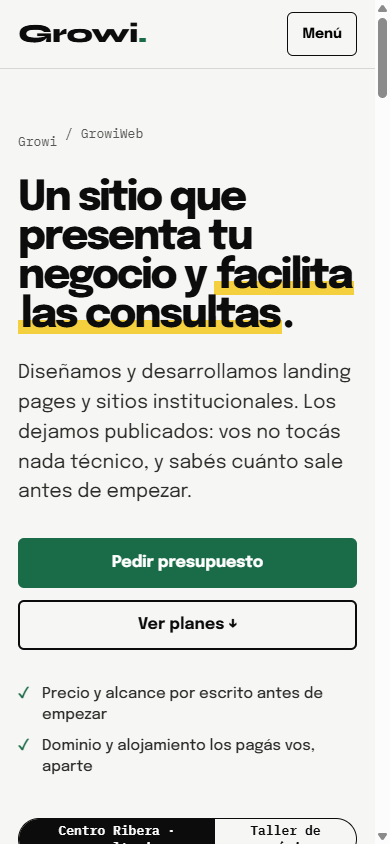 Growi.
Menú
Growi / GrowiWeb
Un sitio que
presenta tu
negocio y facilita
las consultas.
Diseñamos y desarrollamos landing
pages y sitios institucionales. Los
dejamos publicados: vos no tocás
nada técnico, y sabés cuánto sale
antes de empezar.
Pedir presupuesto
Ver planes ↓
✓ Precio y alcance por escrito antes de
empezar
✓ Dominio y alojamiento los pagás vos,
aparte
Centro Ribera ·
Taller de